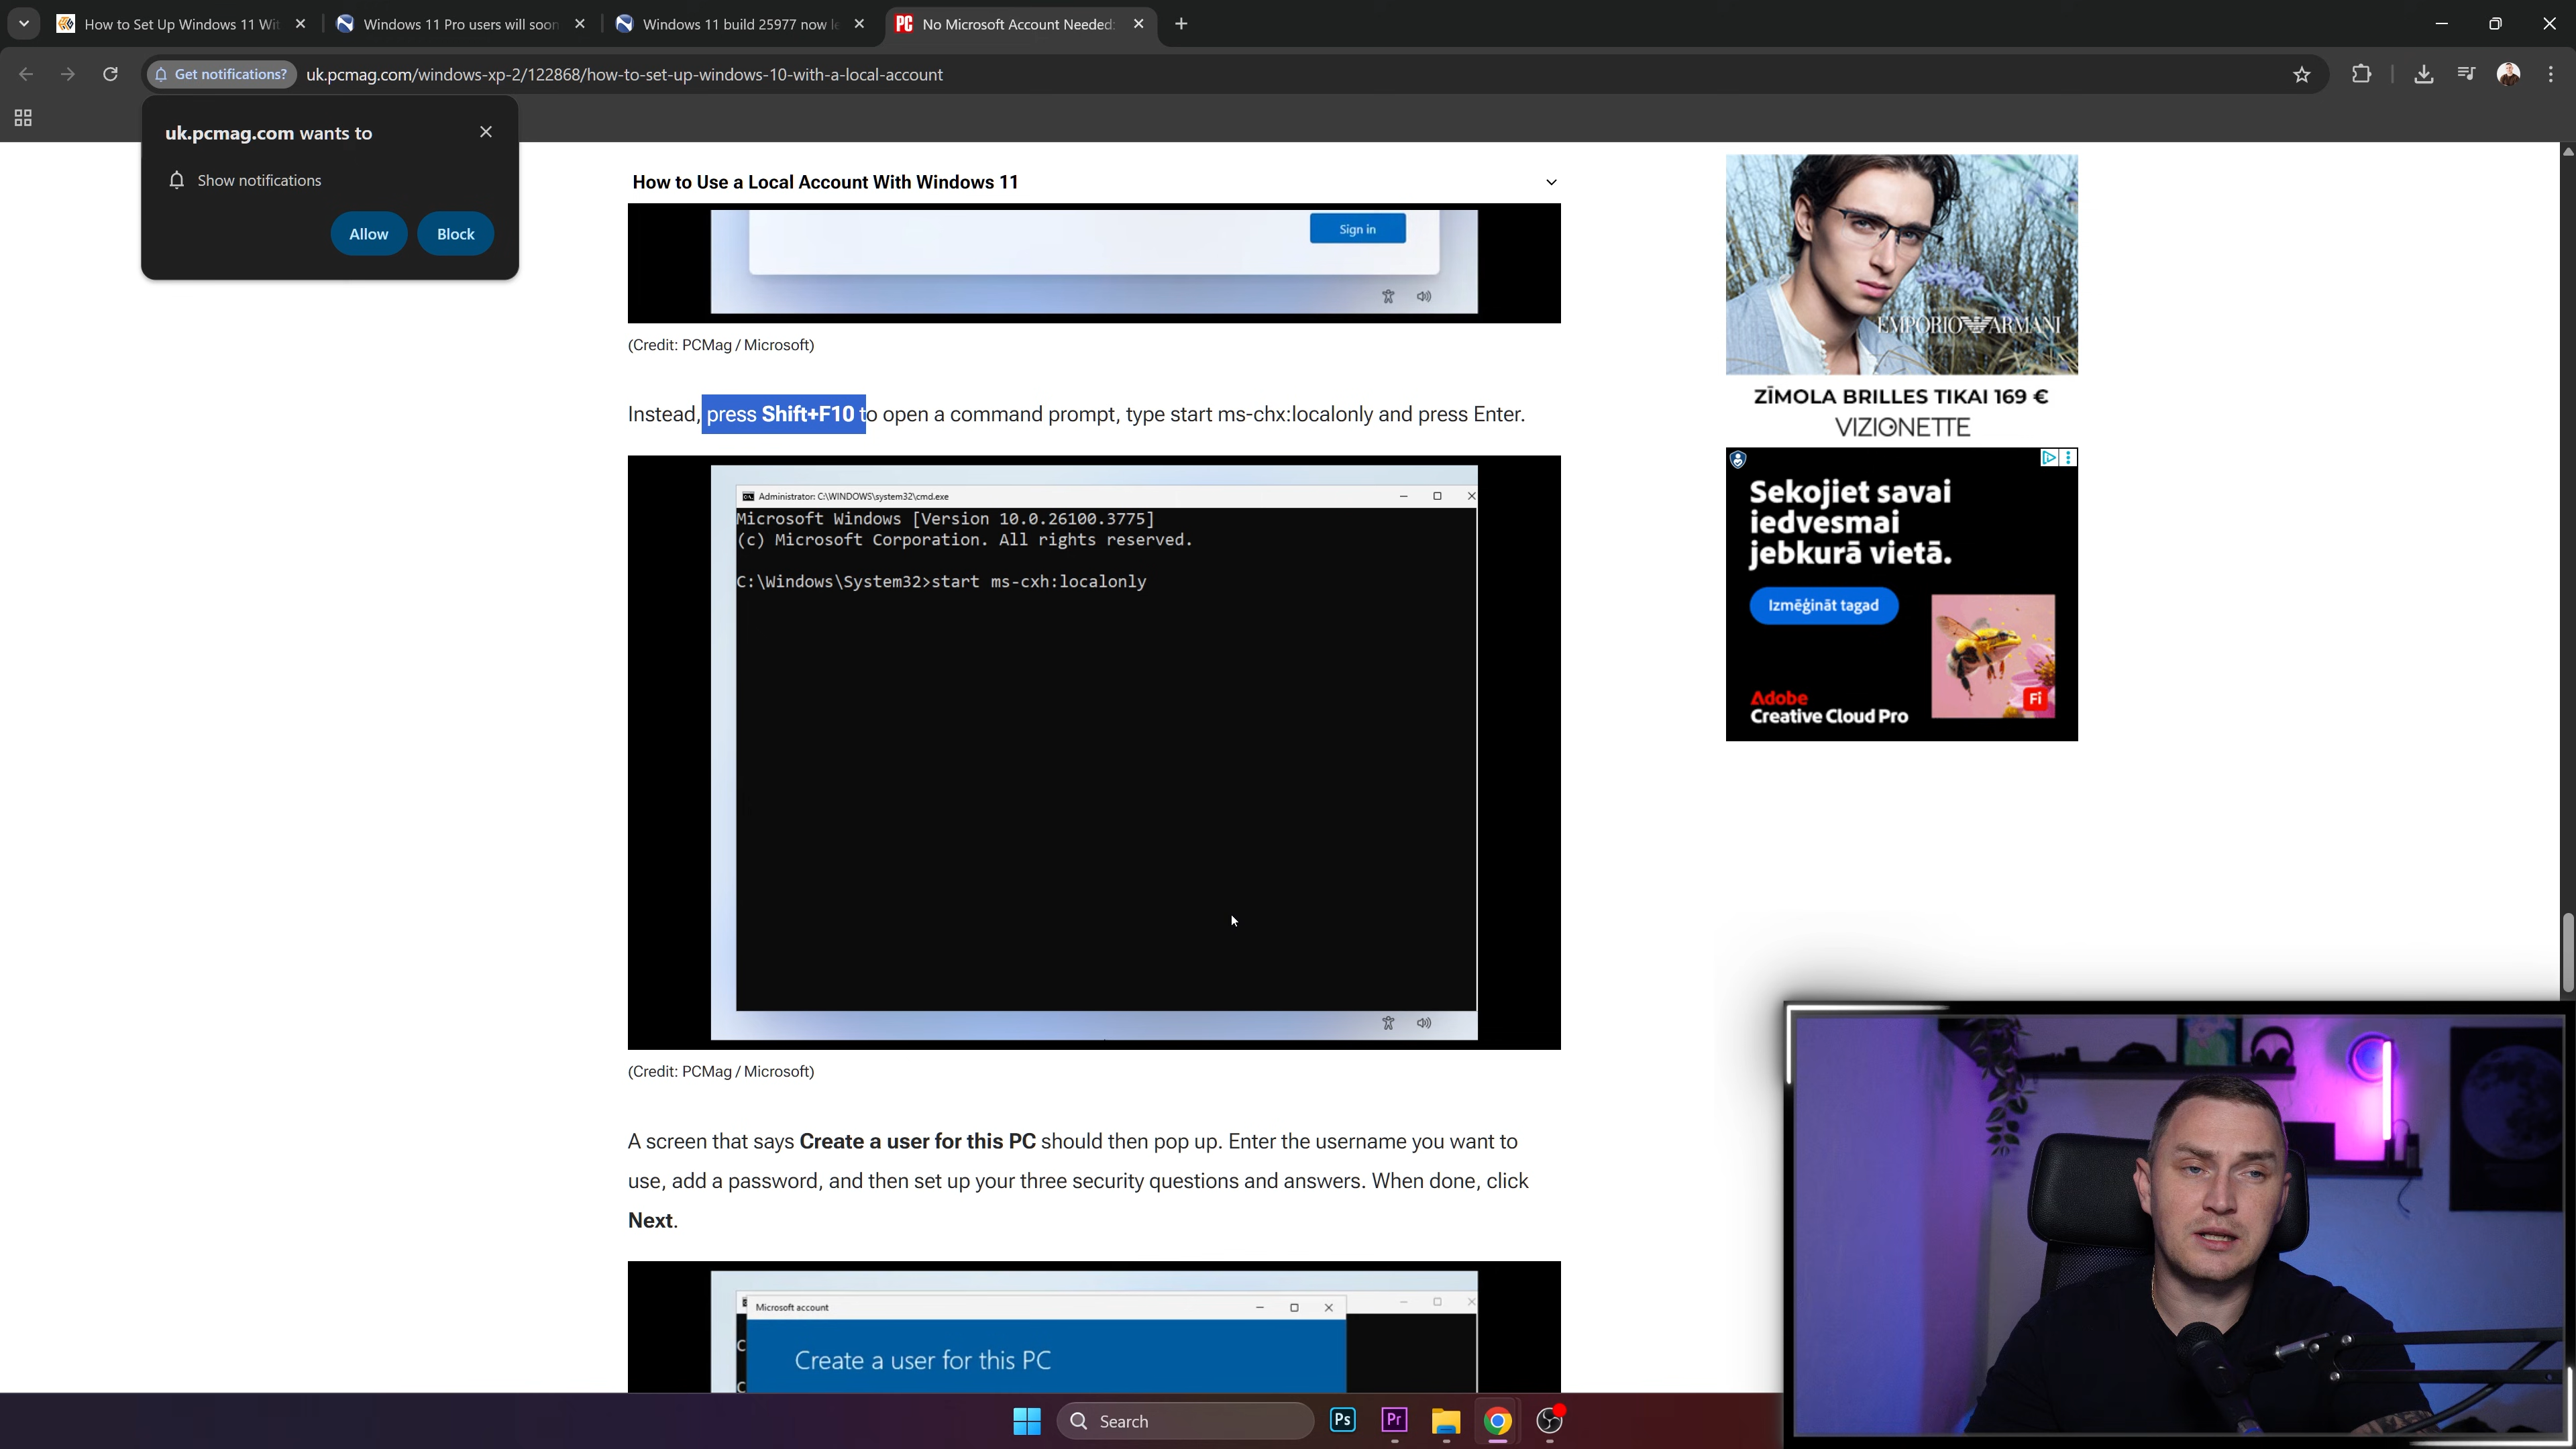 How to Set Up Windows 11 Wit
Windows 11 Pro users will soon
Windows 11 build 25977 now le
PC
No Microsoft Account Needed:
Get notifications?
uk.pcmag.com/windows-xp-2/122868/how-to-set-up-windows-10-with-a-local-account
uk.pcmag.com wants to
Show notifications
Allow
Block
How to Use a Local Account With Windows 11
Sign in
(Credit: PCMag / Microsoft)
Instead, press Shift+F10 to open a command prompt, type start ms-chx:localonly and press Enter.
Administrator: C:\WINDOWS\system32\cmd.exe
Microsoft Windows [Version 10.0.26100.3775]
(c) Microsoft Corporation. All rights reserved.
C:\Windows\System32>start ms-cxh:localonly
(Credit: PCMag / Microsoft)
A screen that says Create a user for this PC should then pop up. Enter the username you want to
use, add a password, and then set up your three security questions and answers. When done, click
Next.
Microsoft account
C
Create a user for this PC
C
EMPORIO ARMANI
ZĪMOLA BRILLES TIKAI 169 €
VIZIONETTE
Sekojiet savai
iedvesmai
jebkurā vietā.
Izmēģināt tagad
Fi
Adobe
Creative Cloud Pro
Search
Ps
Pr